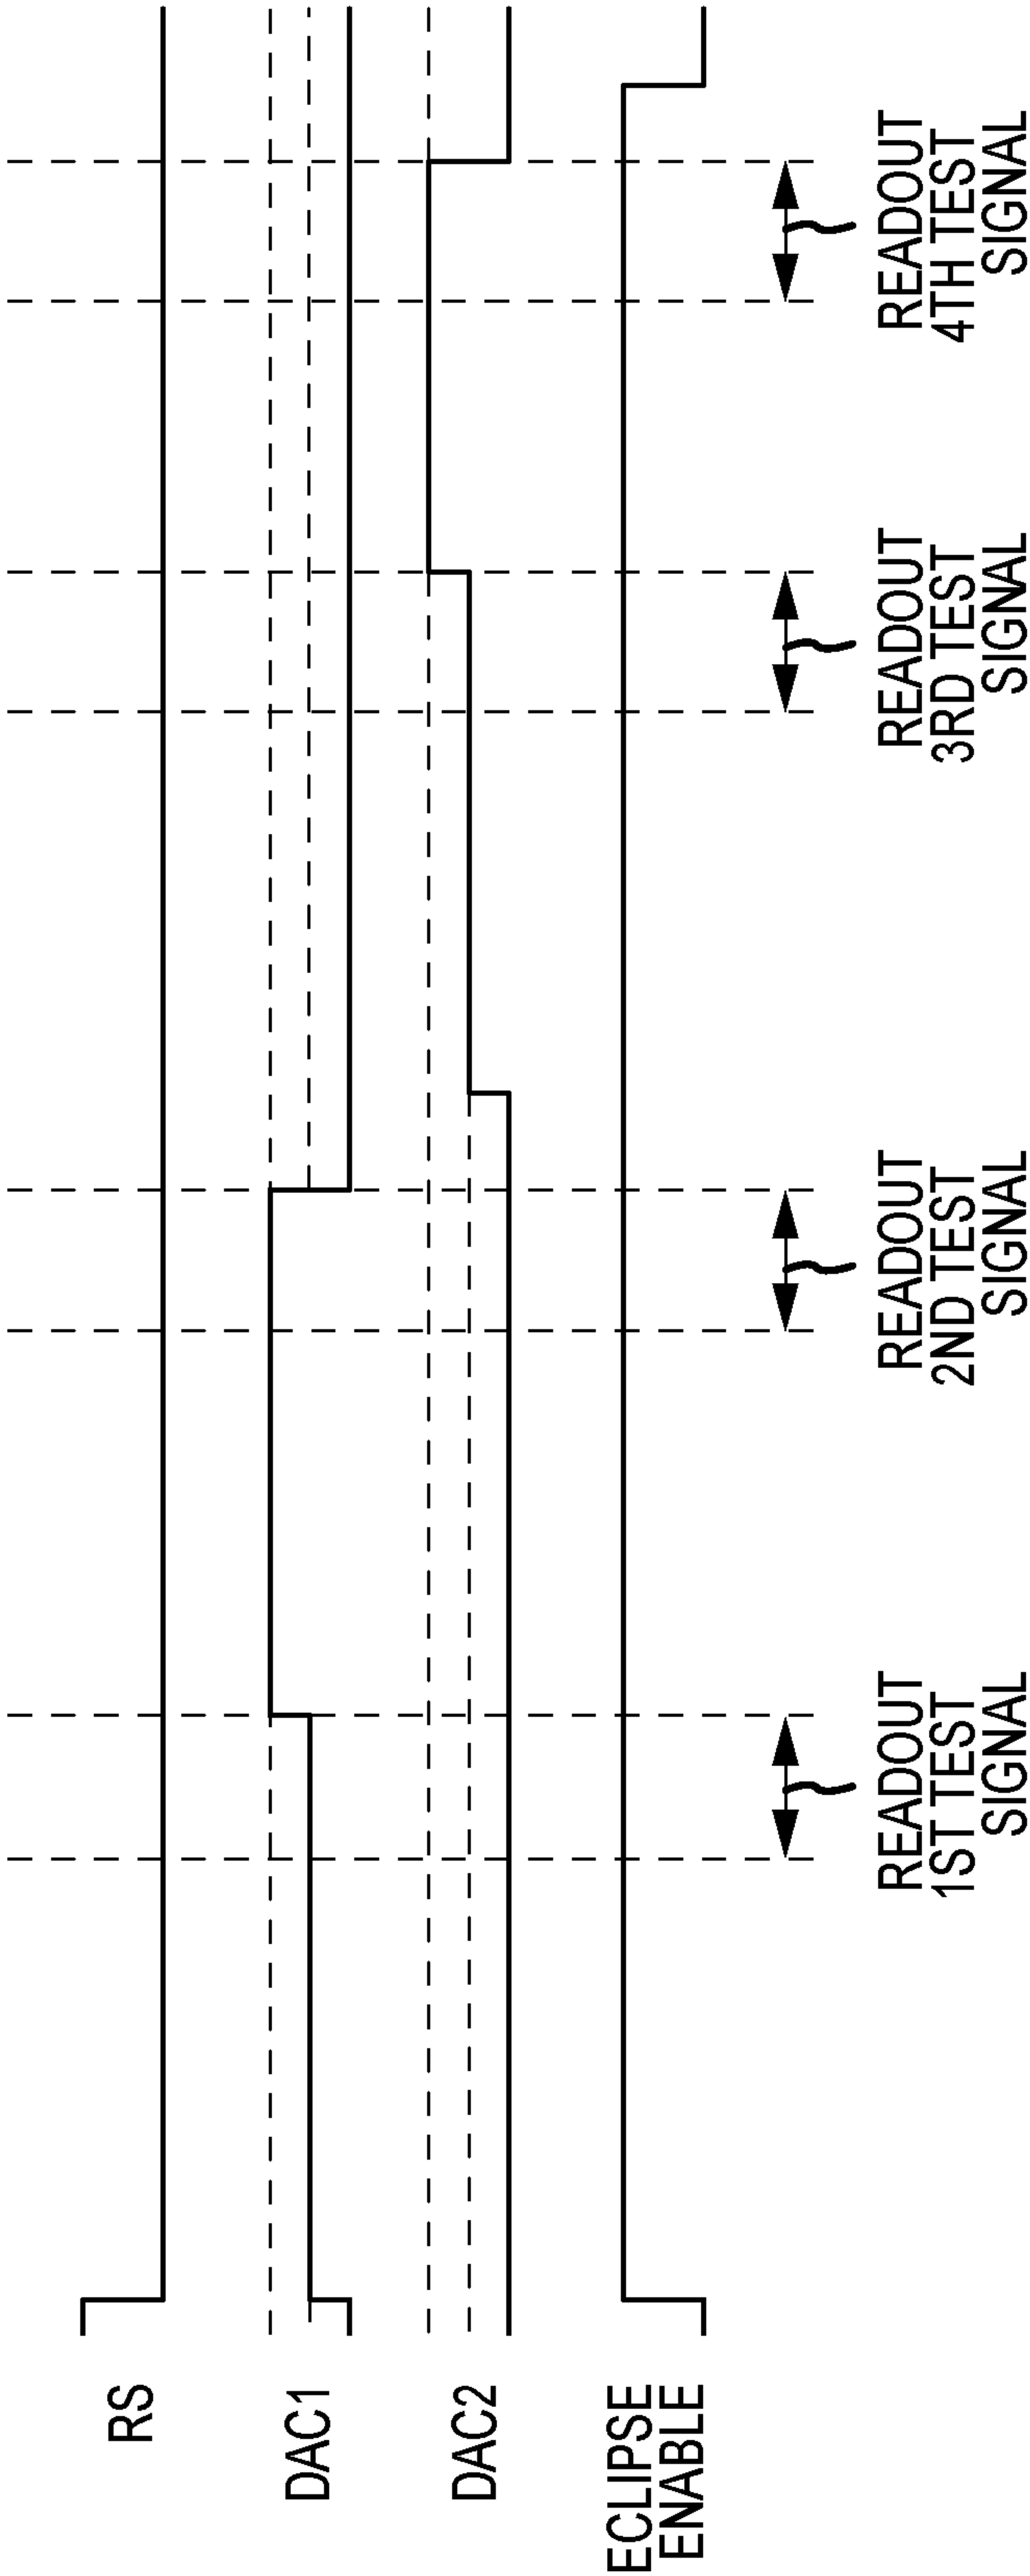 RS
DAC1
DAC2
ECLIPSE
ENABLE
READOUT
1ST TEST
SIGNAL
READOUT
2ND TEST
SIGNAL
READOUT
3RD TEST
SIGNAL
READOUT
4TH TEST
SIGNAL